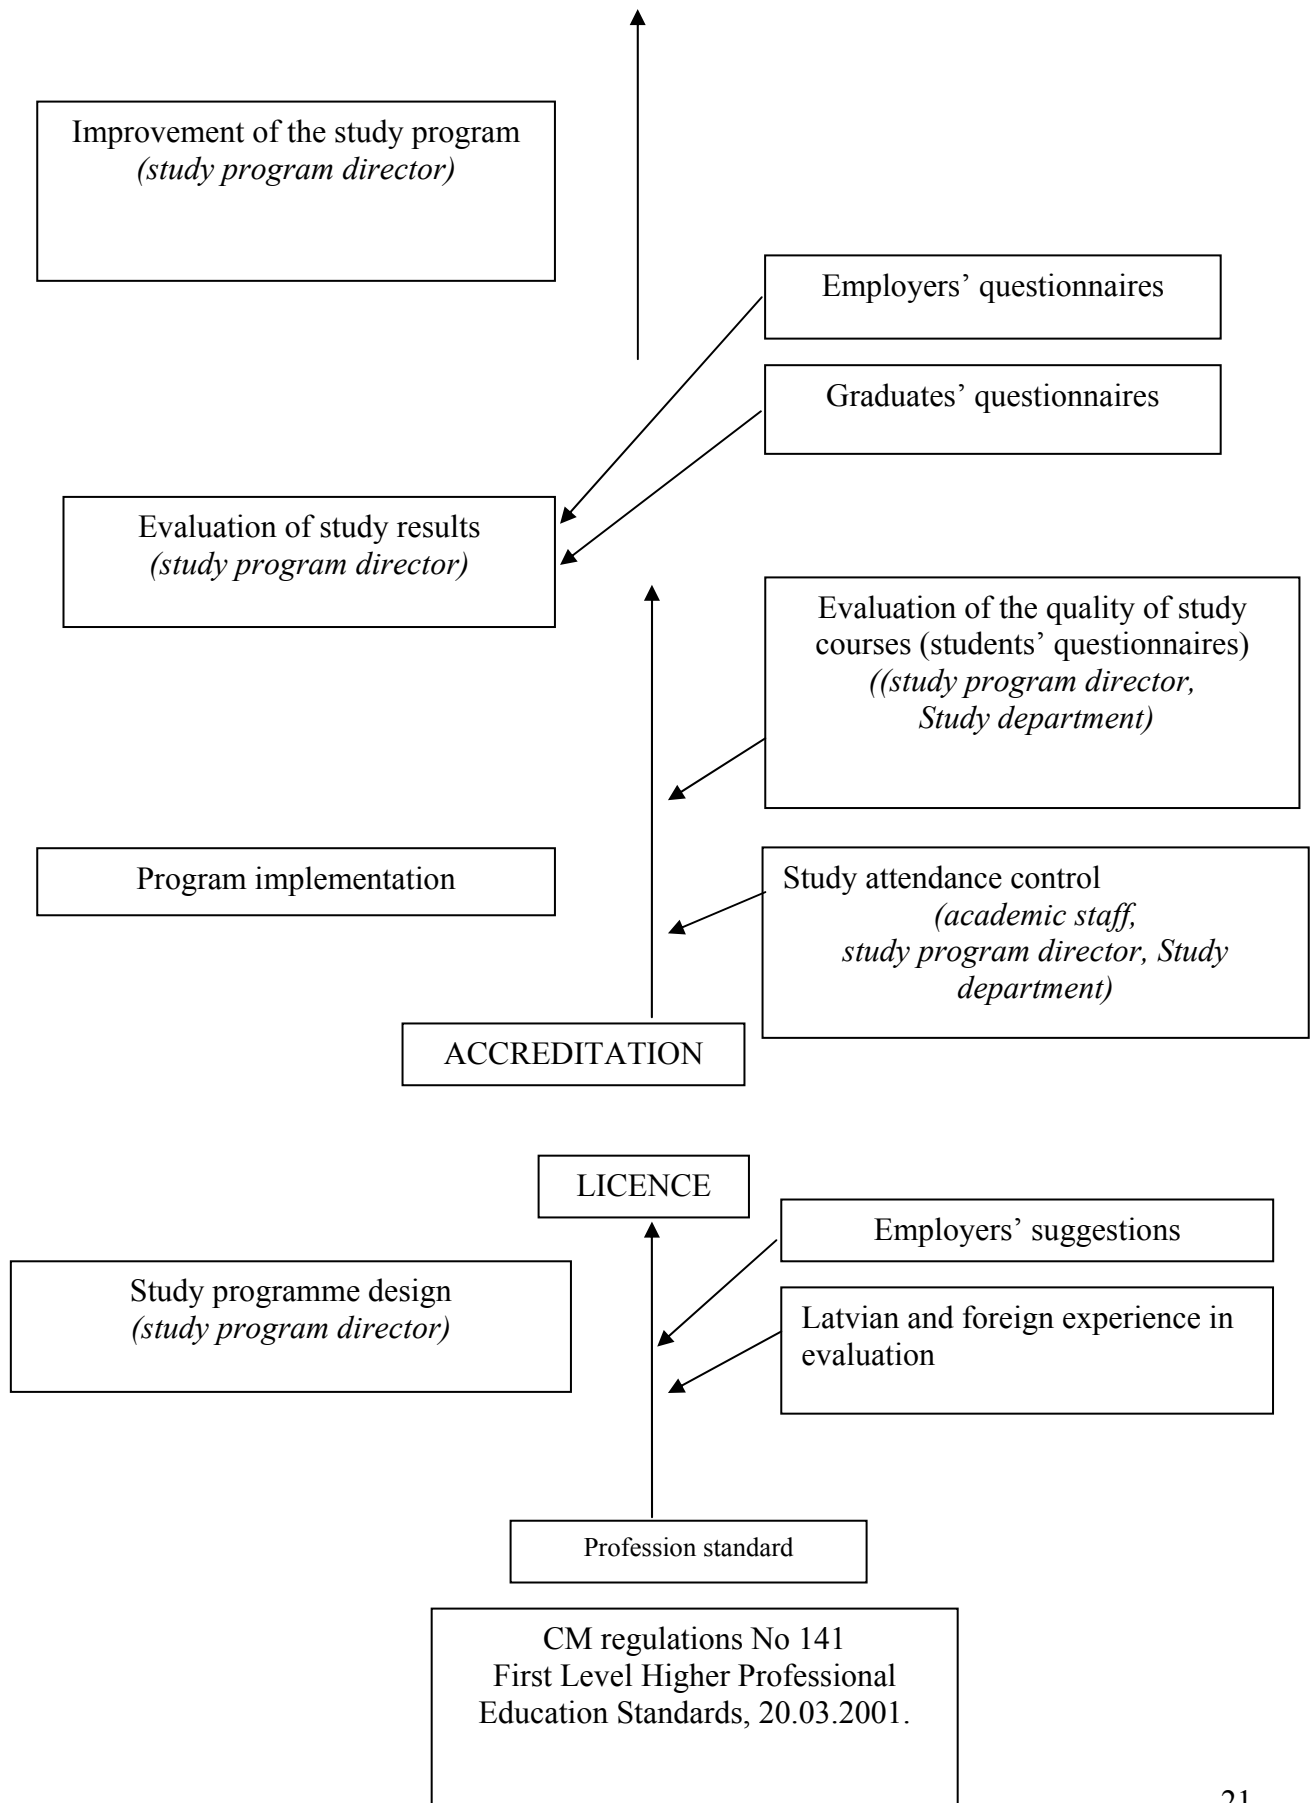 Improvement of the study program
(study program director)
Employers’ questionnaires
Graduates’ questionnaires
Evaluation of study results
(study program director)
Evaluation of the quality of study
courses (students’ questionnaires)
((study program director,
Study department)
Program implementation
Study attendance control
(academic staff,
study program director, Study
department)
ACCREDITATION
LICENCE
Employers’ suggestions
Study programme design
(study program director)
Latvian and foreign experience in
evaluation
Profession standard
CM regulations No 141
First Level Higher Professional
Education Standards, 20.03.2001.
21